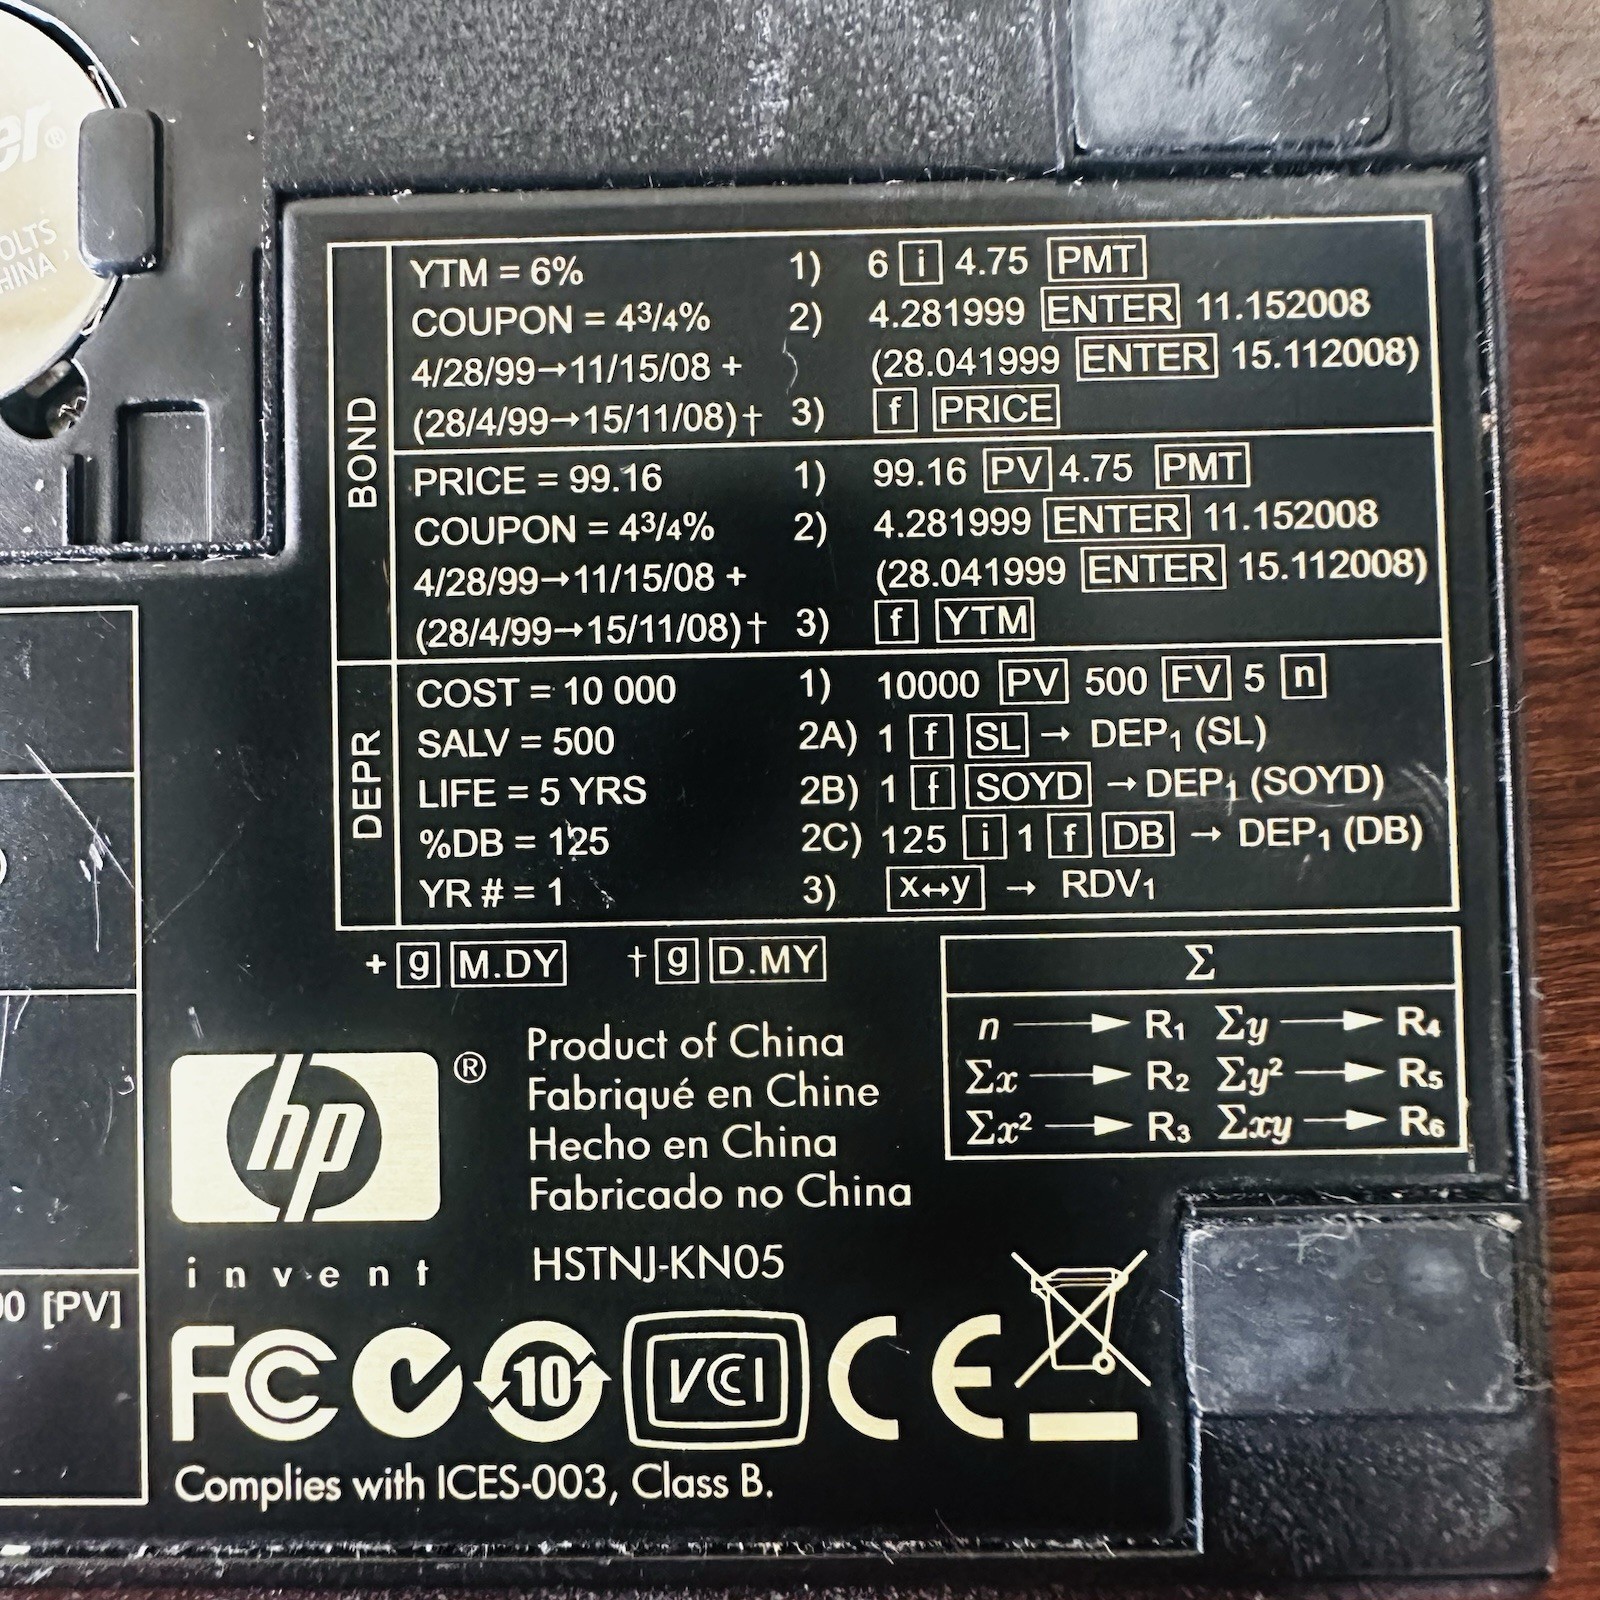 er®
OLTS
CHINA
BOND
YTM = 6% 1) 6 i 4.75 PMT
COUPON = 4³/₄% 2) 4.281999 ENTER 11.152008
4/28/99→11/15/08 + (28.041999 ENTER 15.112008)
(28/4/99→15/11/08)† 3) f PRICE
PRICE = 99.16 1) 99.16 PV 4.75 PMT
COUPON = 4³/₄% 2) 4.281999 ENTER 11.152008
4/28/99→11/15/08 + (28.041999 ENTER 15.112008)
(28/4/99→15/11/08)† 3) f YTM
DEPR
COST = 10 000 1) 10000 PV 500 FV 5 n
SALV = 500 2A) 1 f SL → DEP₁ (SL)
LIFE = 5 YRS 2B) 1 f SOYD → DEP₁ (SOYD)
%DB = 125 2C) 125 i 1 f DB → DEP₁ (DB)
YR # = 1 3) x↔y → RDV₁
+ g M.DY † g D.MY
Σ
n → R₁ Σy → R₄
Σx → R₂ Σy² → R₅
Σx² → R₃ Σxy → R₆
hp ®
invent
Product of China
Fabriqué en Chine
Hecho en China
Fabricado no China
HSTNJ-KN05
00 [PV]
FC 10 VCI CE
Complies with ICES-003, Class B.